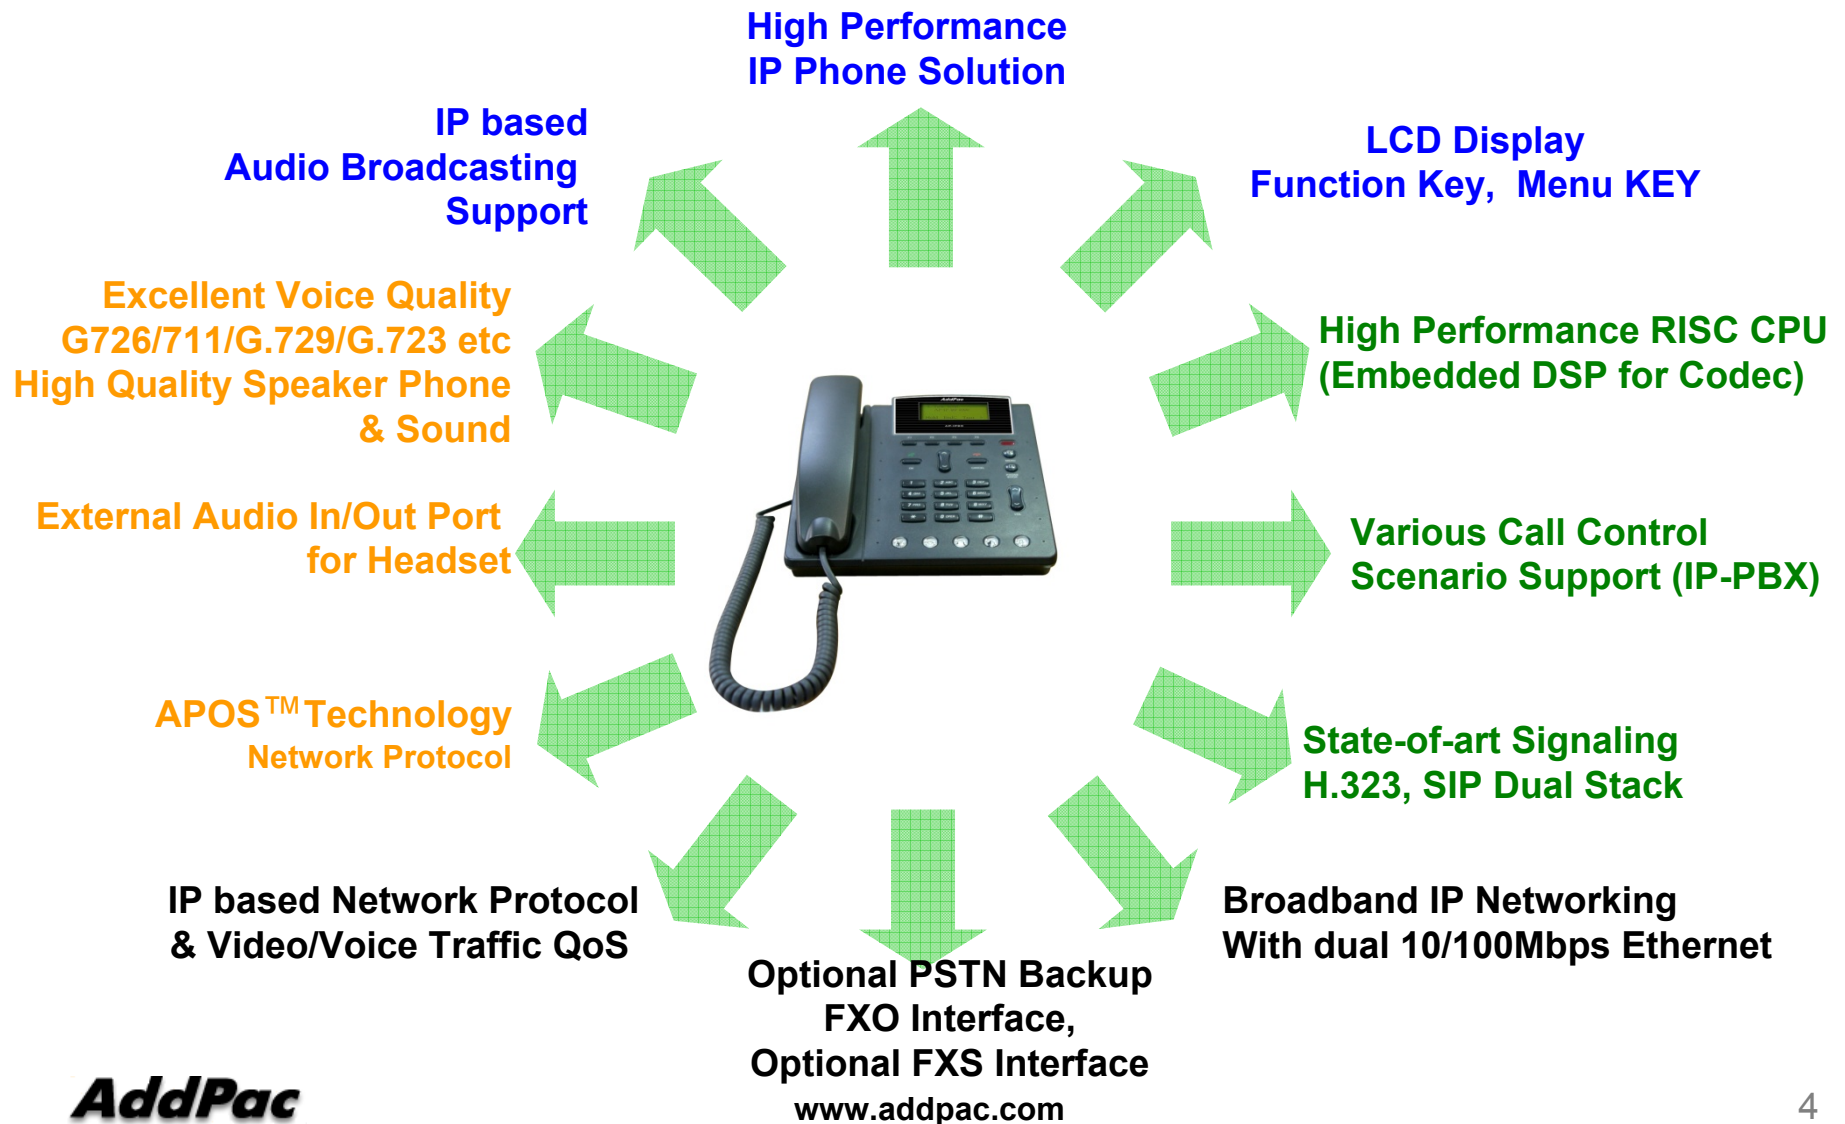 High Performance
IP Phone Solution
IP based
Audio Broadcasting
Support
LCD Display
Function Key, Menu KEY
Excellent Voice Quality
G726/711/G.729/G.723 etc
High Quality Speaker Phone
& Sound
High Performance RISC CPU
(Embedded DSP for Codec)
AddPac
External Audio In/Out Port
for Headset
Various Call Control
Scenario Support (IP-PBX)
APOS™Technology
Network Protocol
State-of-art Signaling
H.323, SIP Dual Stack
IP based Network Protocol
& Video/Voice Traffic QoS
Broadband IP Networking
With dual 10/100Mbps Ethernet
Optional PSTN Backup
FXO Interface,
Optional FXS Interface
AddPac
www.addpac.com
4